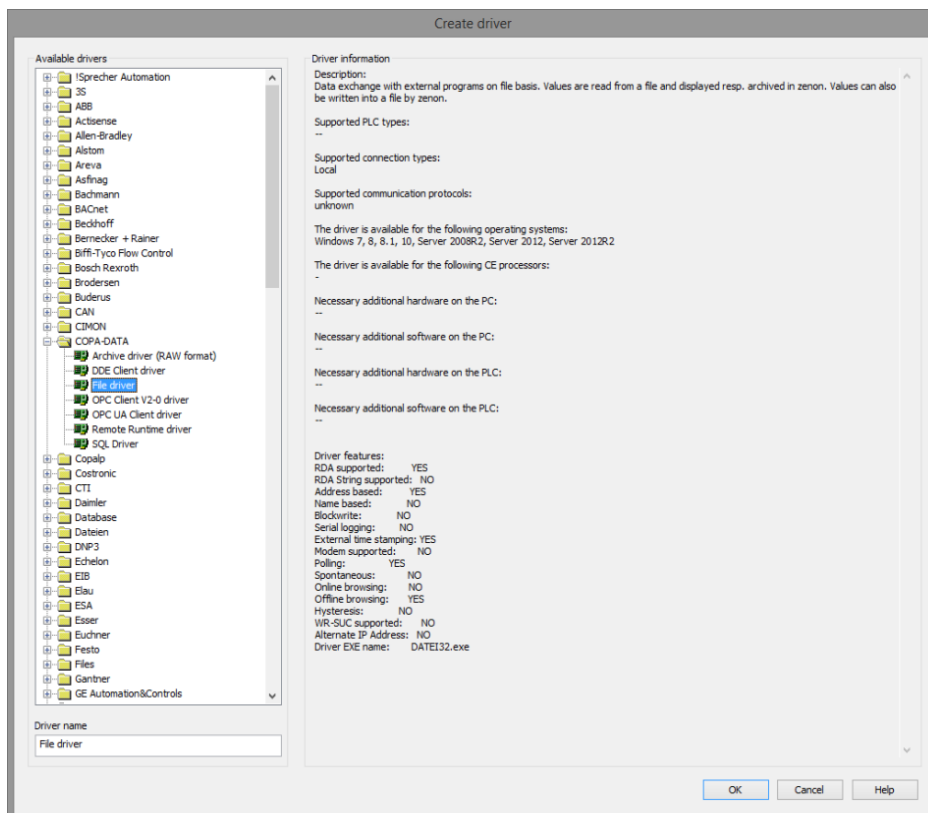 Create driver
Available drivers
!Sprecher Automation
3S
ABB
Actisense
Allen-Bradley
Alstom
Areva
Asfinag
Bachmann
BACnet
Beckhoff
Bernecker + Rainer
Biffi-Tyco Flow Control
Bosch Rexroth
Brodersen
Buderus
CAN
CIMON
COPA-DATA
Archive driver (RAW format)
DDE Client driver
File driver
OPC Client V2-0 driver
OPC UA Client driver
Remote Runtime driver
SQL Driver
Copalp
Costronic
CTI
Daimler
Database
Dateien
DNP3
Echelon
EIB
Elau
ESA
Esser
Euchner
Festo
Files
Gantner
GE Automation&Controls
Driver name
File driver
Driver information
Description:
Data exchange with external programs on file basis. Values are read from a file and displayed resp. archived in zenon. Values can also
be written into a file by zenon.
Supported PLC types:
--
Supported connection types:
Local
Supported communication protocols:
unknown
The driver is available for the following operating systems:
Windows 7, 8, 8.1, 10, Server 2008R2, Server 2012, Server 2012R2
The driver is available for the following CE processors:
-
Necessary additional hardware on the PC:
--
Necessary additional software on the PC:
--
Necessary additional hardware on the PLC:
--
Necessary additional software on the PLC:
--
Driver features:
RDA supported: YES
RDA String supported: NO
Address based: YES
Name based: NO
Blockwrite: NO
Serial logging: NO
External time stamping: YES
Modem supported: NO
Polling: YES
Spontaneous: NO
Online browsing: NO
Offline browsing: YES
Hysteresis: NO
WR-SUC supported: NO
Alternate IP Address: NO
Driver EXE name: DATEI32.exe
OK
Cancel
Help